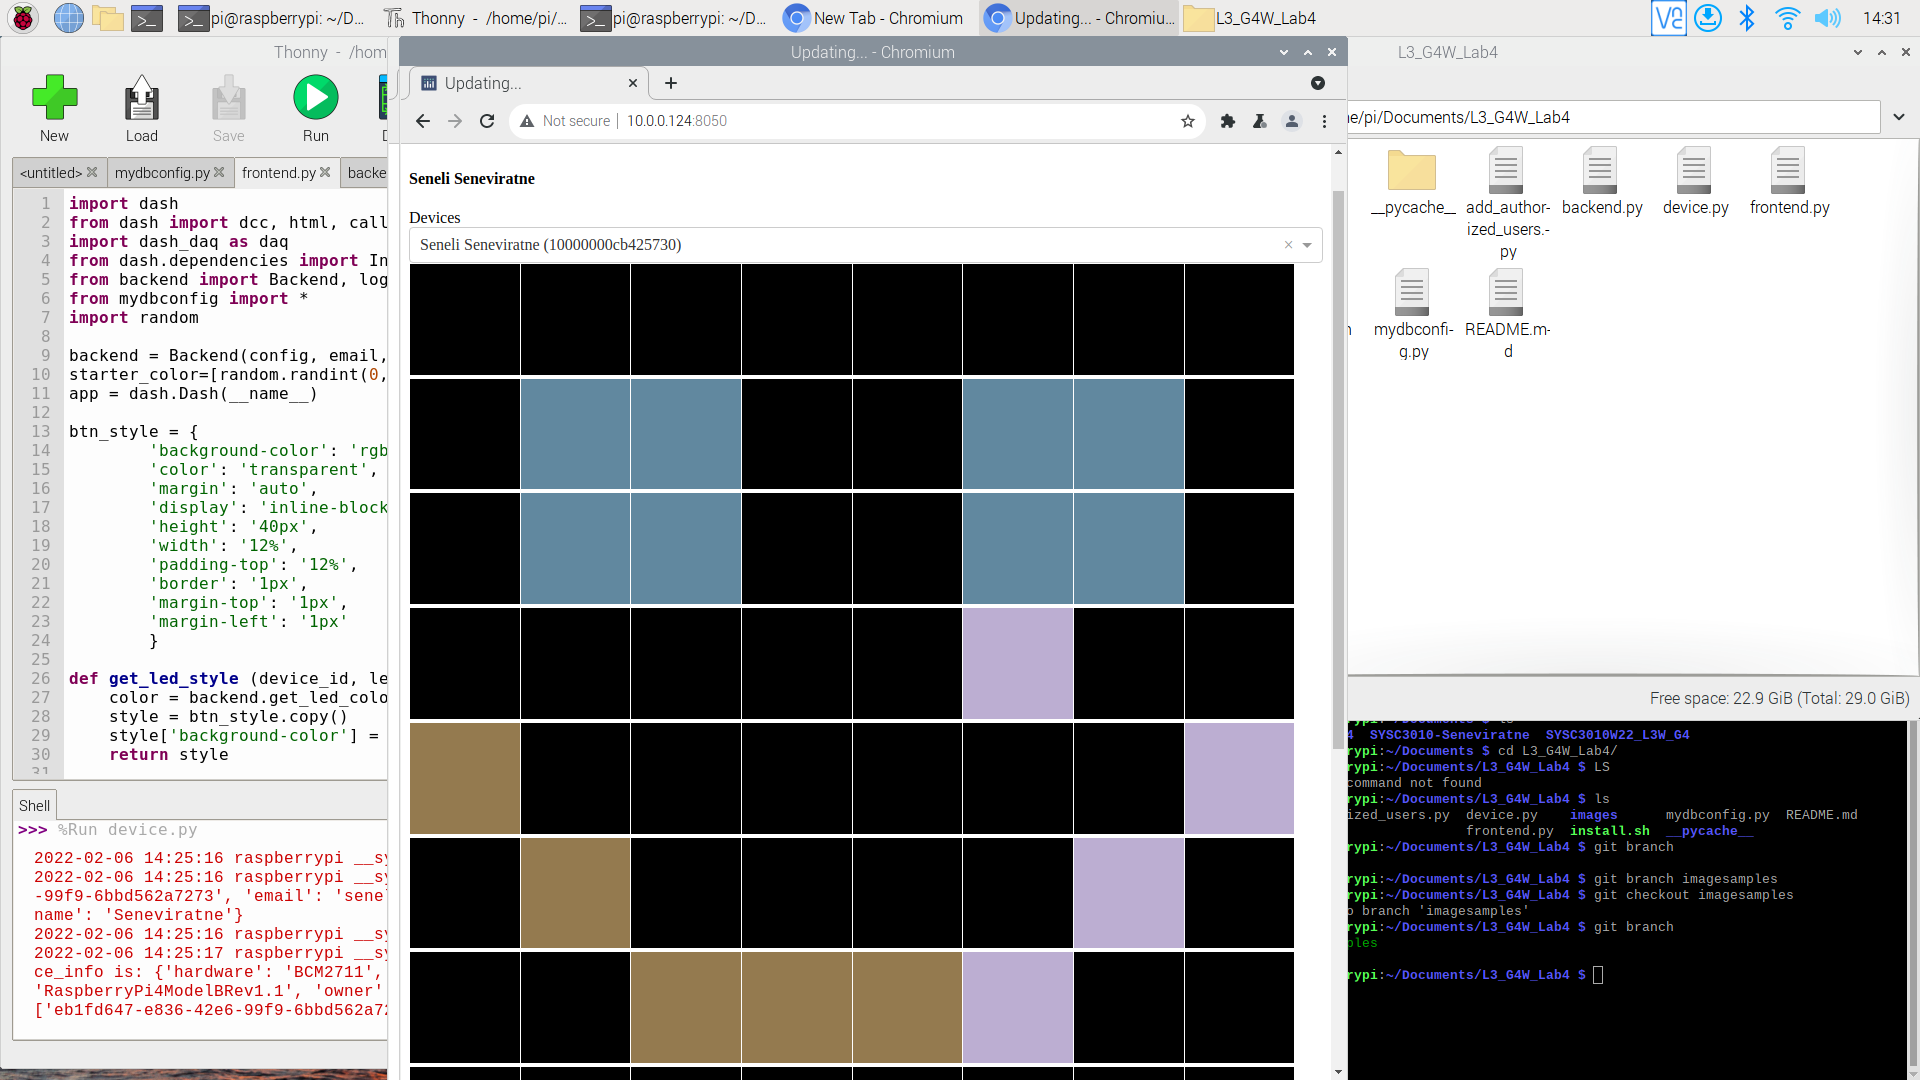 pi@raspberrypi: ~/D...
Thonny - /home/pi/...
pi@raspberrypi: ~/D...
New Tab - Chromium
Updating... - Chromiu...
L3_G4W_Lab4
14:31
Thonny - /hom
New
Load
Save
Run
<untitled>
mydbconfig.py
frontend.py
backe
1 import dash
2 from dash import dcc, html, call
3 import dash_daq as daq
4 from dash.dependencies import In
5 from backend import Backend, log
6 from mydbconfig import *
7 import random
8
9 backend = Backend(config, email,
10 starter_color=[random.randint(0,
11 app = dash.Dash(__name__)
12
13 btn_style = {
14 'background-color': 'rgb
15 'color': 'transparent',
16 'margin': 'auto',
17 'display': 'inline-block
18 'height': '40px',
19 'width': '12%',
20 'padding-top': '12%',
21 'border': '1px',
22 'margin-top': '1px',
23 'margin-left': '1px'
24 }
25
26 def get_led_style (device_id, le
27 color = backend.get_led_colo
28 style = btn_style.copy()
29 style['background-color'] =
30 return style
31
Shell
>>> %Run device.py
2022-02-06 14:25:16 raspberrypi __sy
2022-02-06 14:25:16 raspberrypi __sy
-99f9-6bbd562a7273', 'email': 'sene
name': 'Seneviratne'}
2022-02-06 14:25:16 raspberrypi __sy
2022-02-06 14:25:17 raspberrypi __sy
ce_info is: {'hardware': 'BCM2711',
'RaspberryPi4ModelBRev1.1', 'owner'
['eb1fd647-e836-42e6-99f9-6bbd562a72
Updating... - Chromium
Updating...
Not secure
10.0.0.124:8050
Seneli Seneviratne
Devices
Seneli Seneviratne (10000000cb425730)
L3_G4W_Lab4
e/pi/Documents/L3_G4W_Lab4
__pycache__
add_author-
ized_users.-
py
backend.py
device.py
frontend.py
mydbconfi-
g.py
README.m-
d
Free space: 22.9 GiB (Total: 29.0 GiB)
4 SYSC3010-Seneviratne SYSC3010W22_L3W_G4
rypi:~/Documents $ cd L3_G4W_Lab4/
rypi:~/Documents/L3_G4W_Lab4 $ LS
command not found
rypi:~/Documents/L3_G4W_Lab4 $ ls
ized_users.py device.py images mydbconfig.py README.md
frontend.py install.sh __pycache__
rypi:~/Documents/L3_G4W_Lab4 $ git branch
rypi:~/Documents/L3_G4W_Lab4 $ git branch imagesamples
rypi:~/Documents/L3_G4W_Lab4 $ git checkout imagesamples
o branch 'imagesamples'
rypi:~/Documents/L3_G4W_Lab4 $ git branch
ples
rypi:~/Documents/L3_G4W_Lab4 $